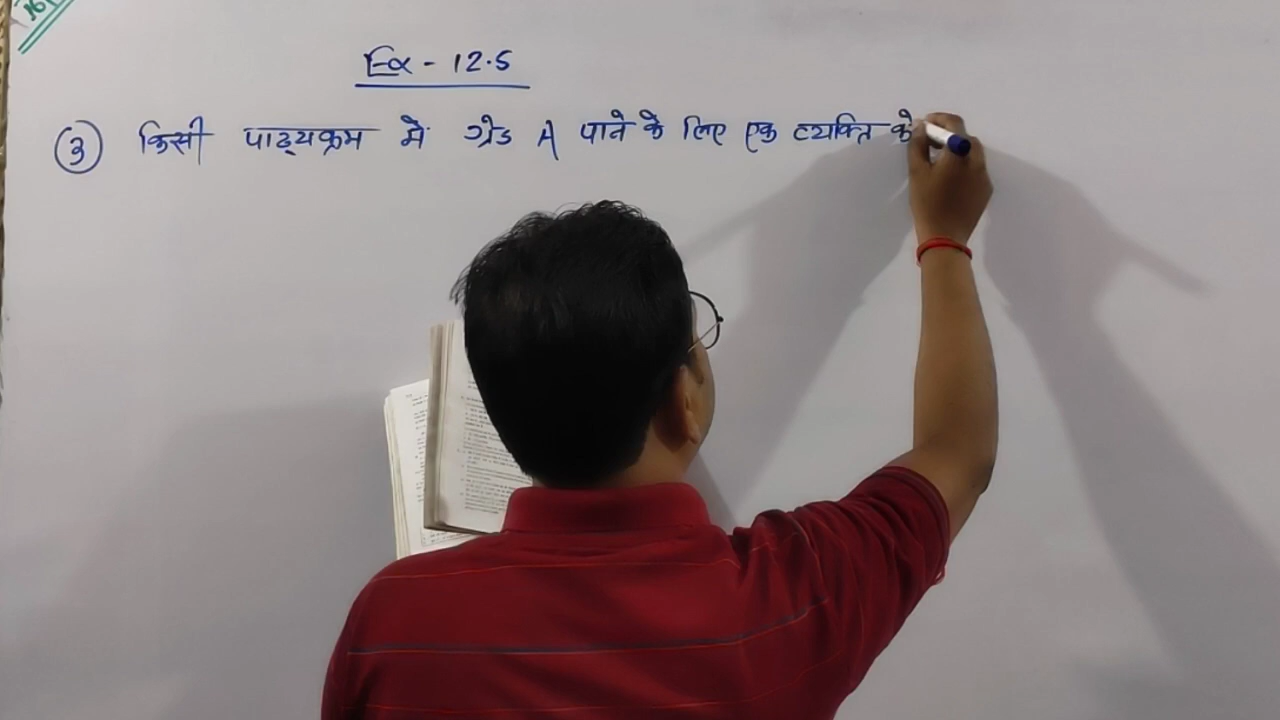 Ex - 12.5
③ किसी पाठ्यक्रम में ग्रेड A पाने के लिए एक व्यक्ति को